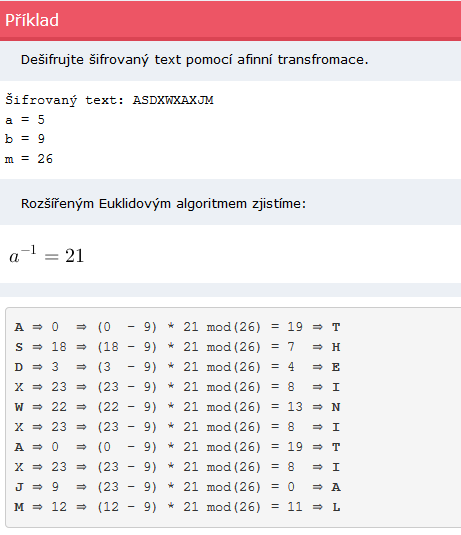 Příklad
Dešifrujte šifrovaný text pomocí afinní transfromace.
Šifrovaný text: ASDXWXAXJM
a = 5
b = 9
m = 26
Rozšířeným Euklidovým algoritmem zjistíme:
a⁻¹ = 21
A ⇒ 0 ⇒ (0 - 9) * 21 mod(26) = 19 ⇒ T
S ⇒ 18 ⇒ (18 - 9) * 21 mod(26) = 7 ⇒ H
D ⇒ 3 ⇒ (3 - 9) * 21 mod(26) = 4 ⇒ E
X ⇒ 23 ⇒ (23 - 9) * 21 mod(26) = 8 ⇒ I
W ⇒ 22 ⇒ (22 - 9) * 21 mod(26) = 13 ⇒ N
X ⇒ 23 ⇒ (23 - 9) * 21 mod(26) = 8 ⇒ I
A ⇒ 0 ⇒ (0 - 9) * 21 mod(26) = 19 ⇒ T
X ⇒ 23 ⇒ (23 - 9) * 21 mod(26) = 8 ⇒ I
J ⇒ 9 ⇒ (23 - 9) * 21 mod(26) = 0 ⇒ A
M ⇒ 12 ⇒ (12 - 9) * 21 mod(26) = 11 ⇒ L